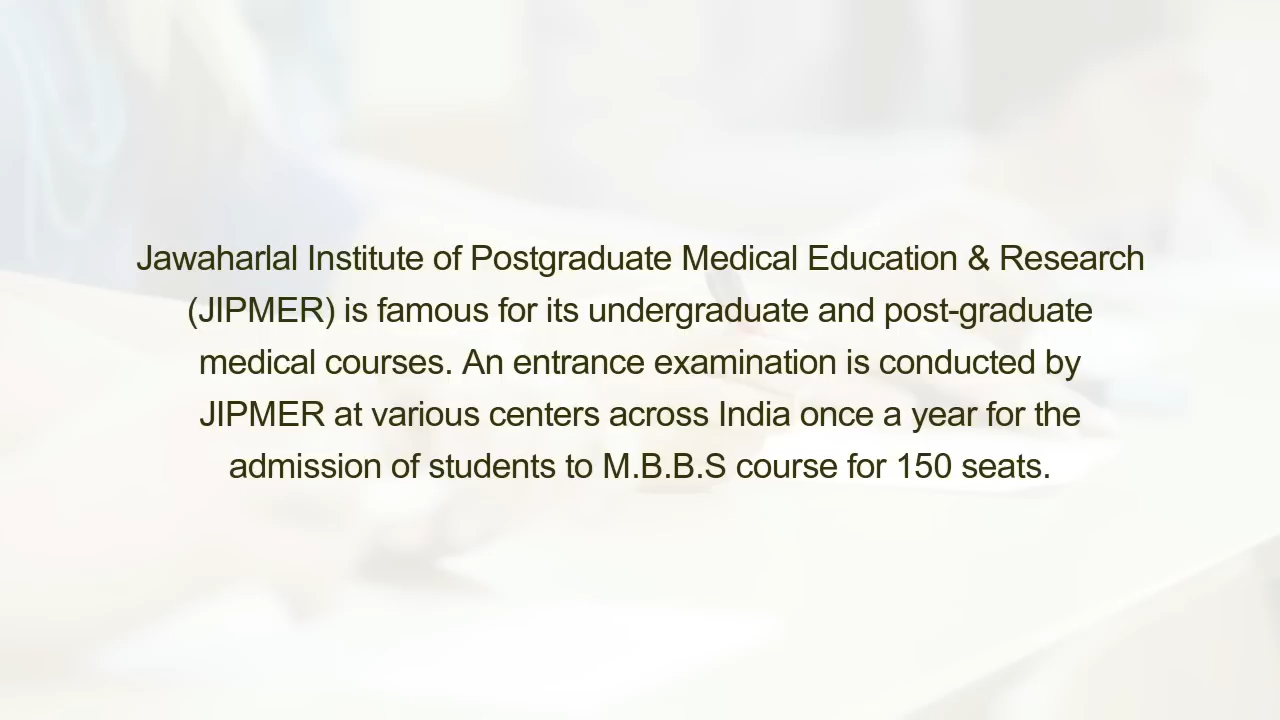 Jawaharlal Institute of Postgraduate Medical Education & Research
(JIPMER) is famous for its undergraduate and post-graduate
medical courses. An entrance examination is conducted by
JIPMER at various centers across India once a year for the
admission of students to M.B.B.S course for 150 seats.